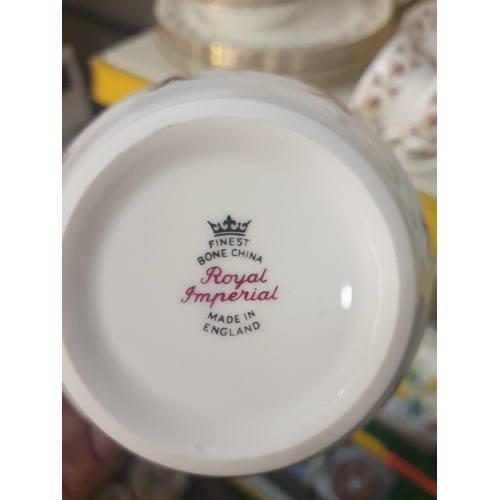 FINEST
BONE CHINA
Royal
Imperial
MADE IN
ENGLAND